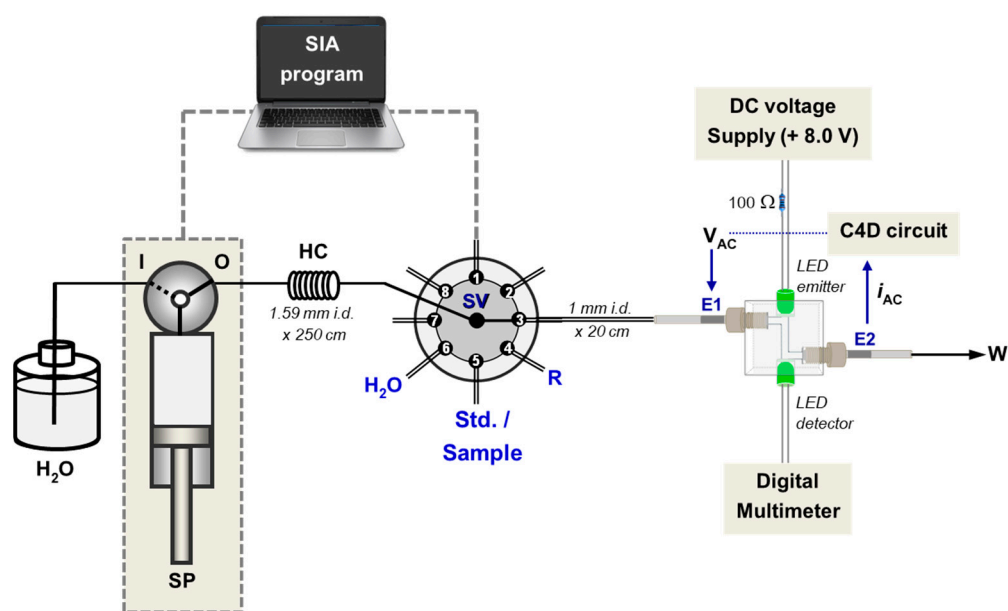 SIA
program
DC voltage
Supply (+ 8.0 V)
100 Ω
V_AC
C4D circuit
LED
emitter
i_AC
E1
E2
W
LED
detector
Digital
Multimeter
I
O
HC
1.59 mm i.d.
x 250 cm
SV
1
2
3
4
5
6
7
8
1 mm i.d.
x 20 cm
H₂O
R
Std. /
Sample
H₂O
SP